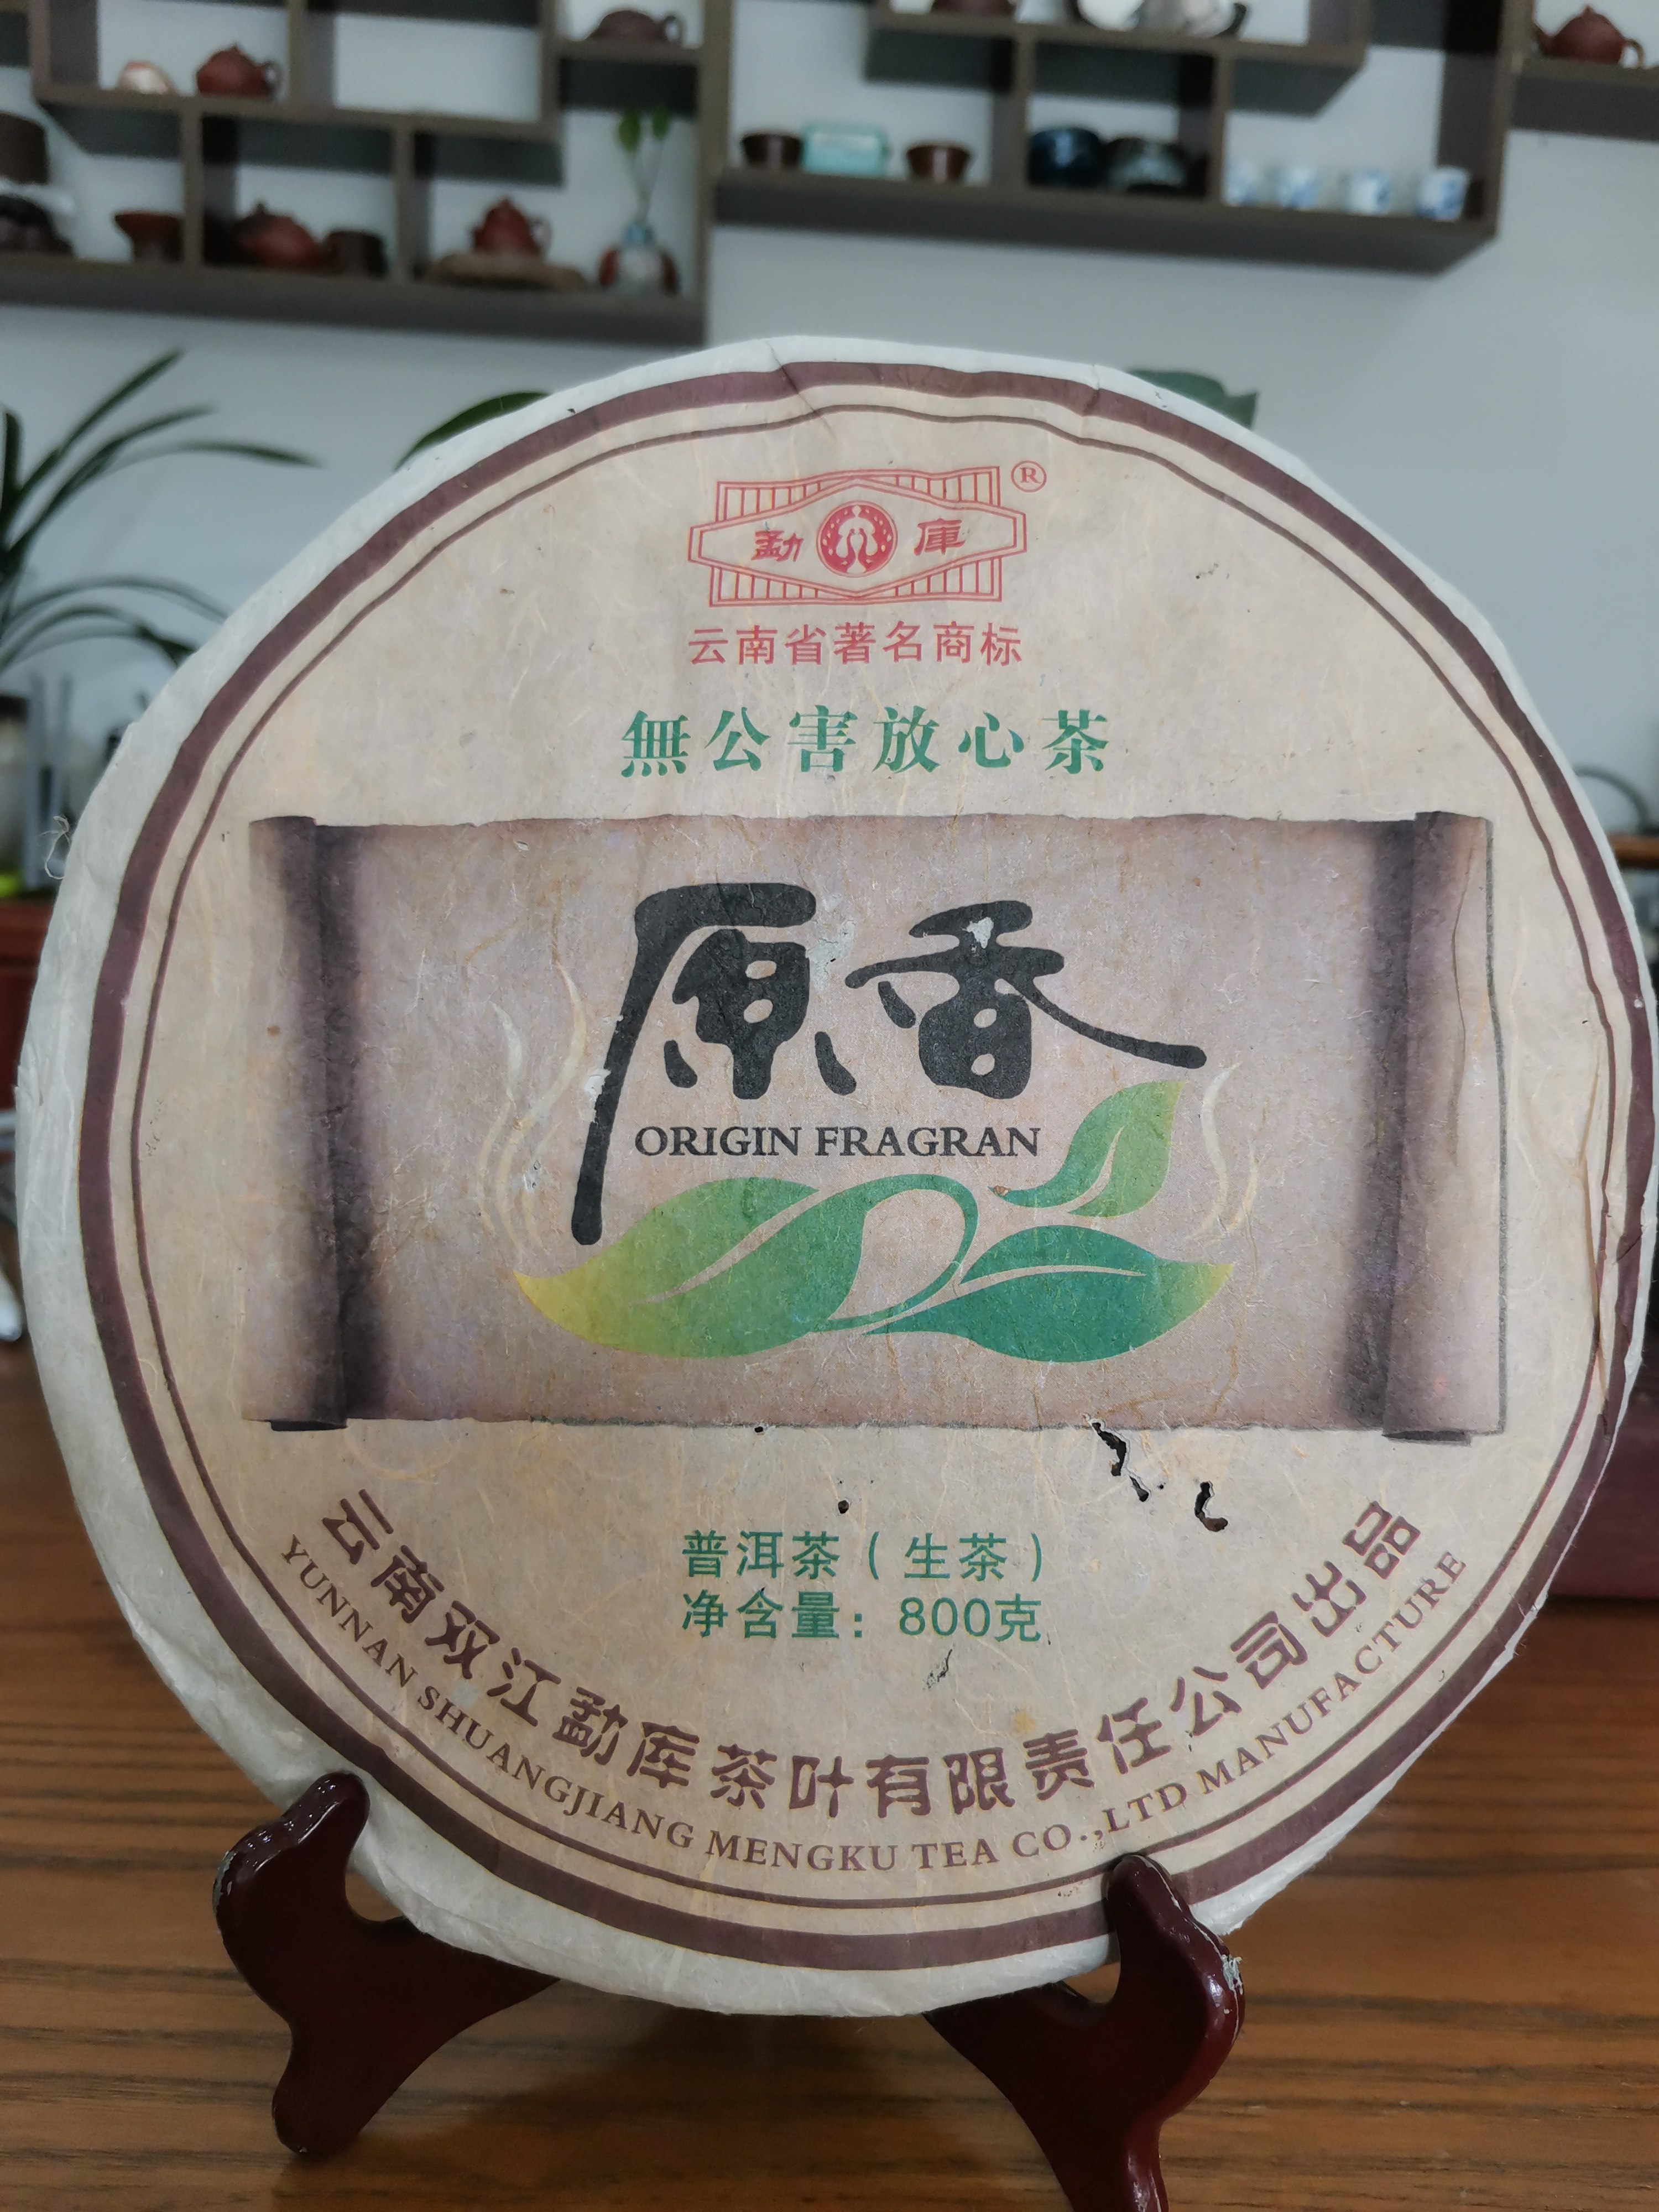 勐 庫 ®
云南省著名商标
無公害放心茶
原香
ORIGIN FRAGRAN
普洱茶(生茶)
净含量:800克
云南双江勐库茶叶有限责任公司出品
YUNNAN SHUANGJIANG MENGKU TEA CO.,LTD MANUFACTURE